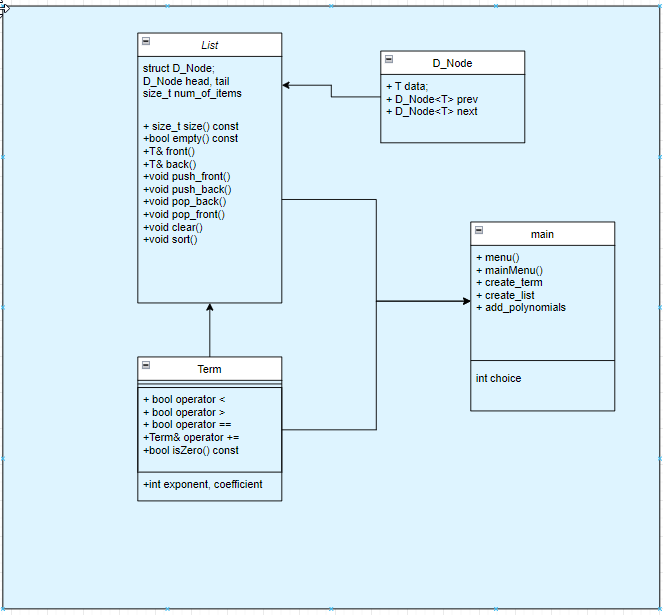 List
struct D_Node;
D_Node head, tail
size_t num_of_items
+ size_t size() const
+bool empty() const
+T& front()
+T& back()
+void push_front()
+void push_back()
+void pop_back()
+void pop_front()
+void clear()
+void sort()
D_Node
+ T data;
+ D_Node<T> prev
+ D_Node<T> next
main
+ menu()
+ mainMenu()
+ create_term
+ create_list
+ add_polynomials
int choice
Term
+ bool operator <
+ bool operator >
+ bool operator ==
+Term& operator +=
+bool isZero() const
+int exponent, coefficient